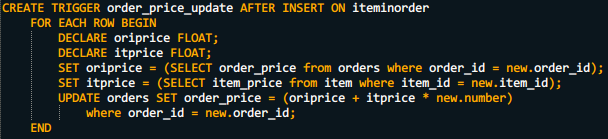 CREATE TRIGGER order_price_update AFTER INSERT ON iteminorder
FOR EACH ROW BEGIN
DECLARE oriprice FLOAT;
DECLARE itprice FLOAT;
SET oriprice = (SELECT order_price from orders where order_id = new.order_id);
SET itprice = (SELECT item_price from item where item_id = new.item_id);
UPDATE orders SET order_price = (oriprice + itprice * new.number)
where order_id = new.order_id;
END